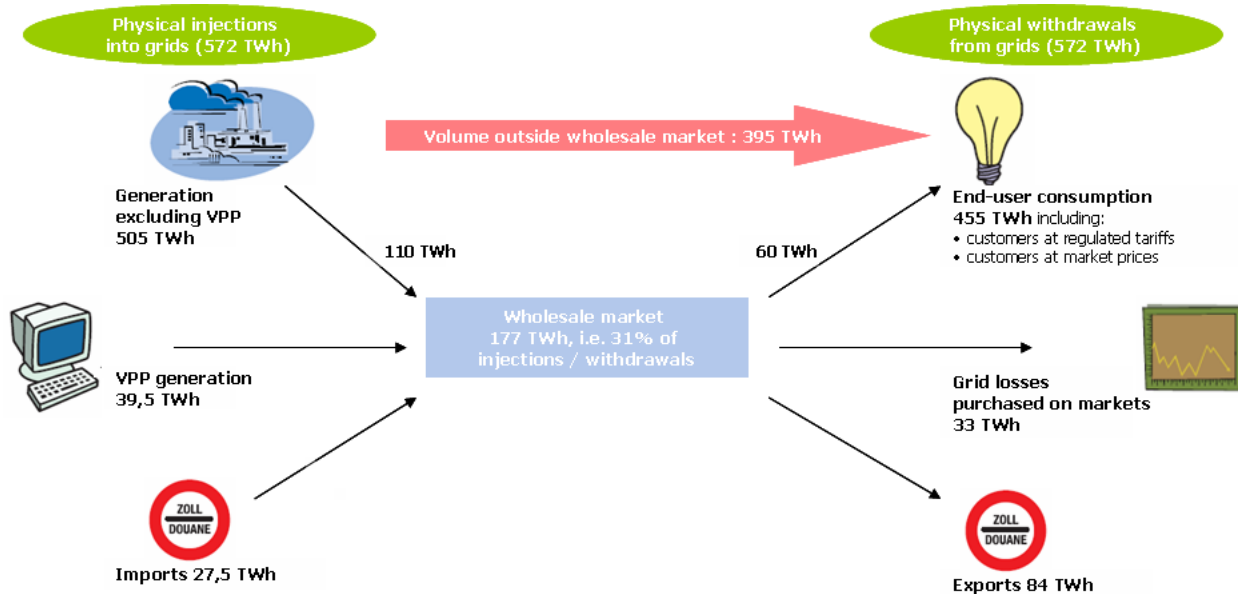 Physical injections
into grids (572 TWh)
Physical withdrawals
from grids (572 TWh)
Volume outside wholesale market : 395 TWh
Generation
excluding VPP
505 TWh
End-user consumption
455 TWh including:
• customers at regulated tariffs
• customers at market prices
110 TWh
60 TWh
Wholesale market
177 TWh, i.e. 31% of
injections / withdrawals
VPP generation
39,5 TWh
Grid losses
purchased on markets
33 TWh
ZOLL
DOUANE
Imports 27,5 TWh
ZOLL
DOUANE
Exports 84 TWh